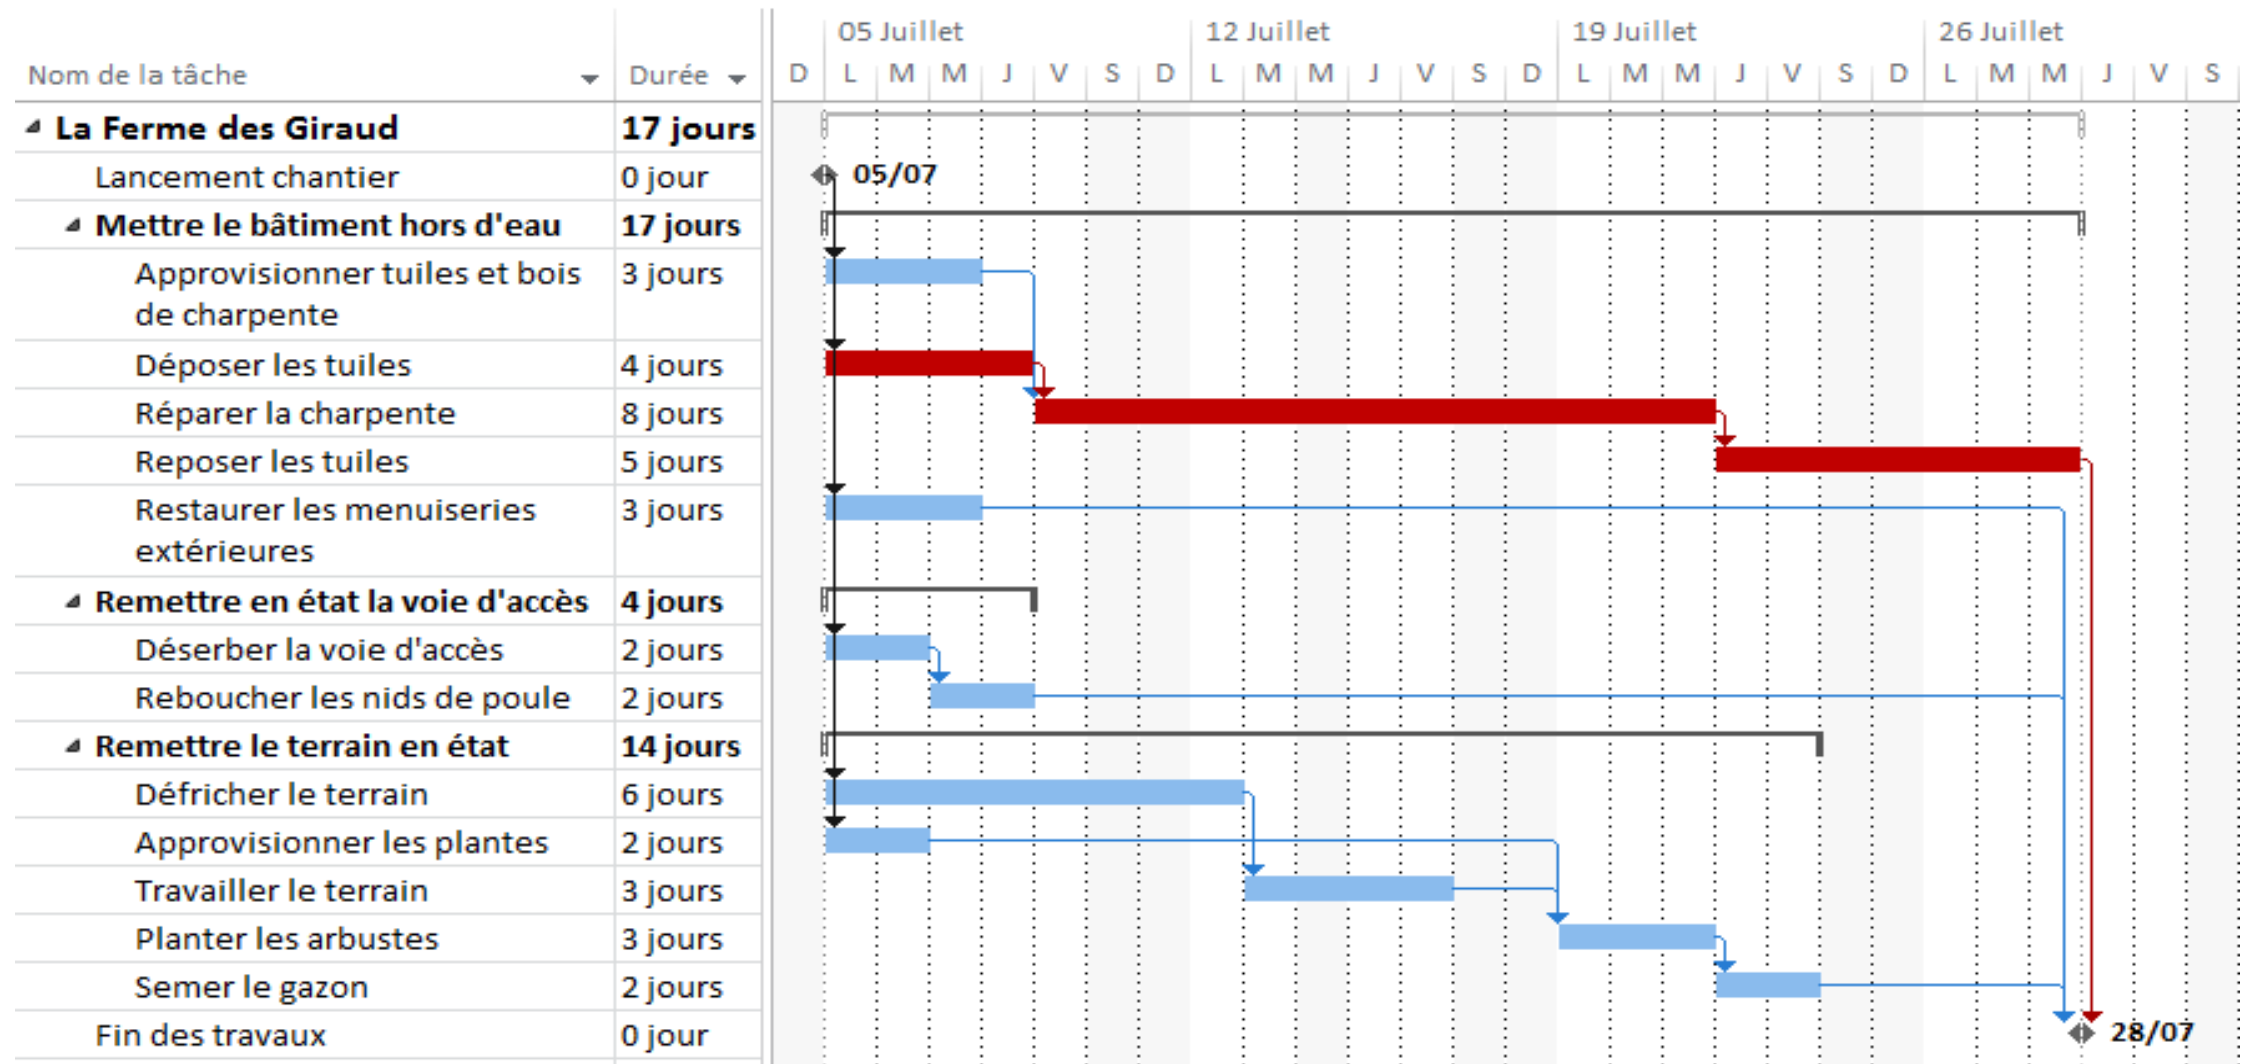 05 Juillet 12 Juillet 19 Juillet 26 Juillet
Nom de la tâche Durée D L M M J V S D L M M J V S D L M M J V S D L M M J V S
La Ferme des Giraud 17 jours
Lancement chantier 0 jour 05/07
Mettre le bâtiment hors d'eau 17 jours
Approvisionner tuiles et bois 3 jours
de charpente
Déposer les tuiles 4 jours
Réparer la charpente 8 jours
Reposer les tuiles 5 jours
Restaurer les menuiseries 3 jours
extérieures
Remettre en état la voie d'accès 4 jours
Déserber la voie d'accès 2 jours
Reboucher les nids de poule 2 jours
Remettre le terrain en état 14 jours
Défricher le terrain 6 jours
Approvisionner les plantes 2 jours
Travailler le terrain 3 jours
Planter les arbustes 3 jours
Semer le gazon 2 jours
Fin des travaux 0 jour 28/07